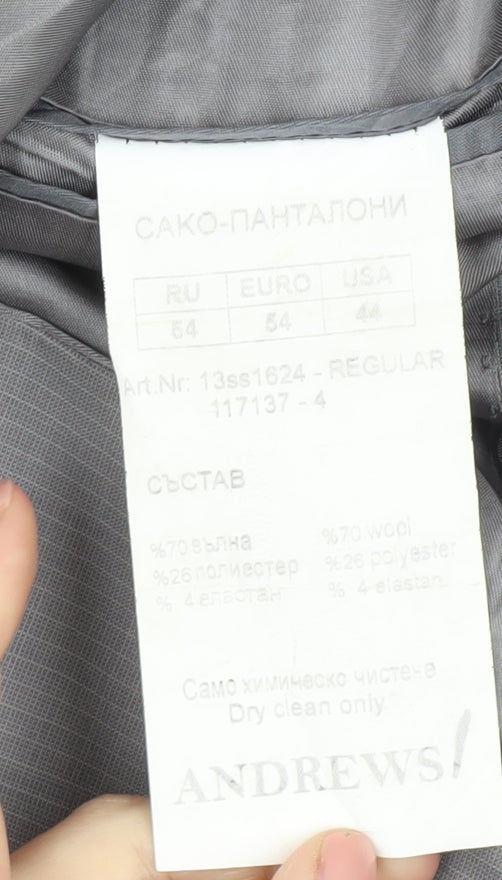 САКО-ПАНТАЛОНИ
RU EURO USA
54 54 44
Art.Nr: 13ss1624 - REGULAR
117137 - 4
СЪСТАВ
%70 вълна %70 wool
%26 полиестер %26 polyester
% 4 еластан % 4 elastan
Само химическо чистене
Dry clean only
ANDREWS/